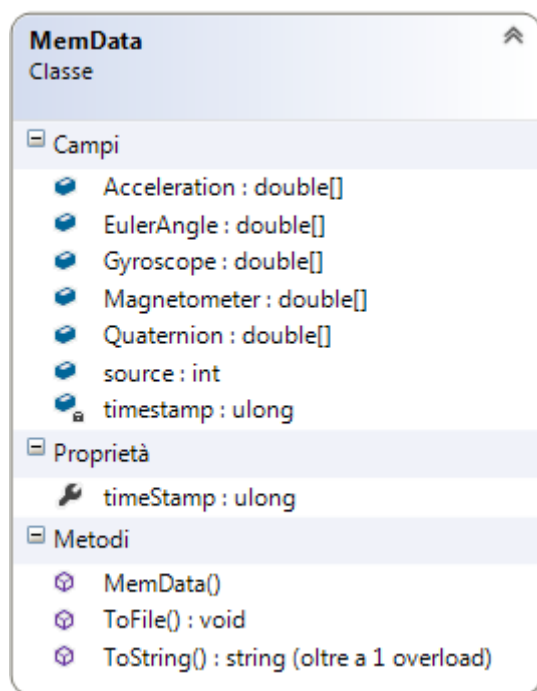 MemData
Classe
Campi
Acceleration : double[]
EulerAngle : double[]
Gyroscope : double[]
Magnetometer : double[]
Quaternion : double[]
source : int
timestamp : ulong
Proprietà
timeStamp : ulong
Metodi
MemData()
ToFile() : void
ToString() : string (oltre a 1 overload)